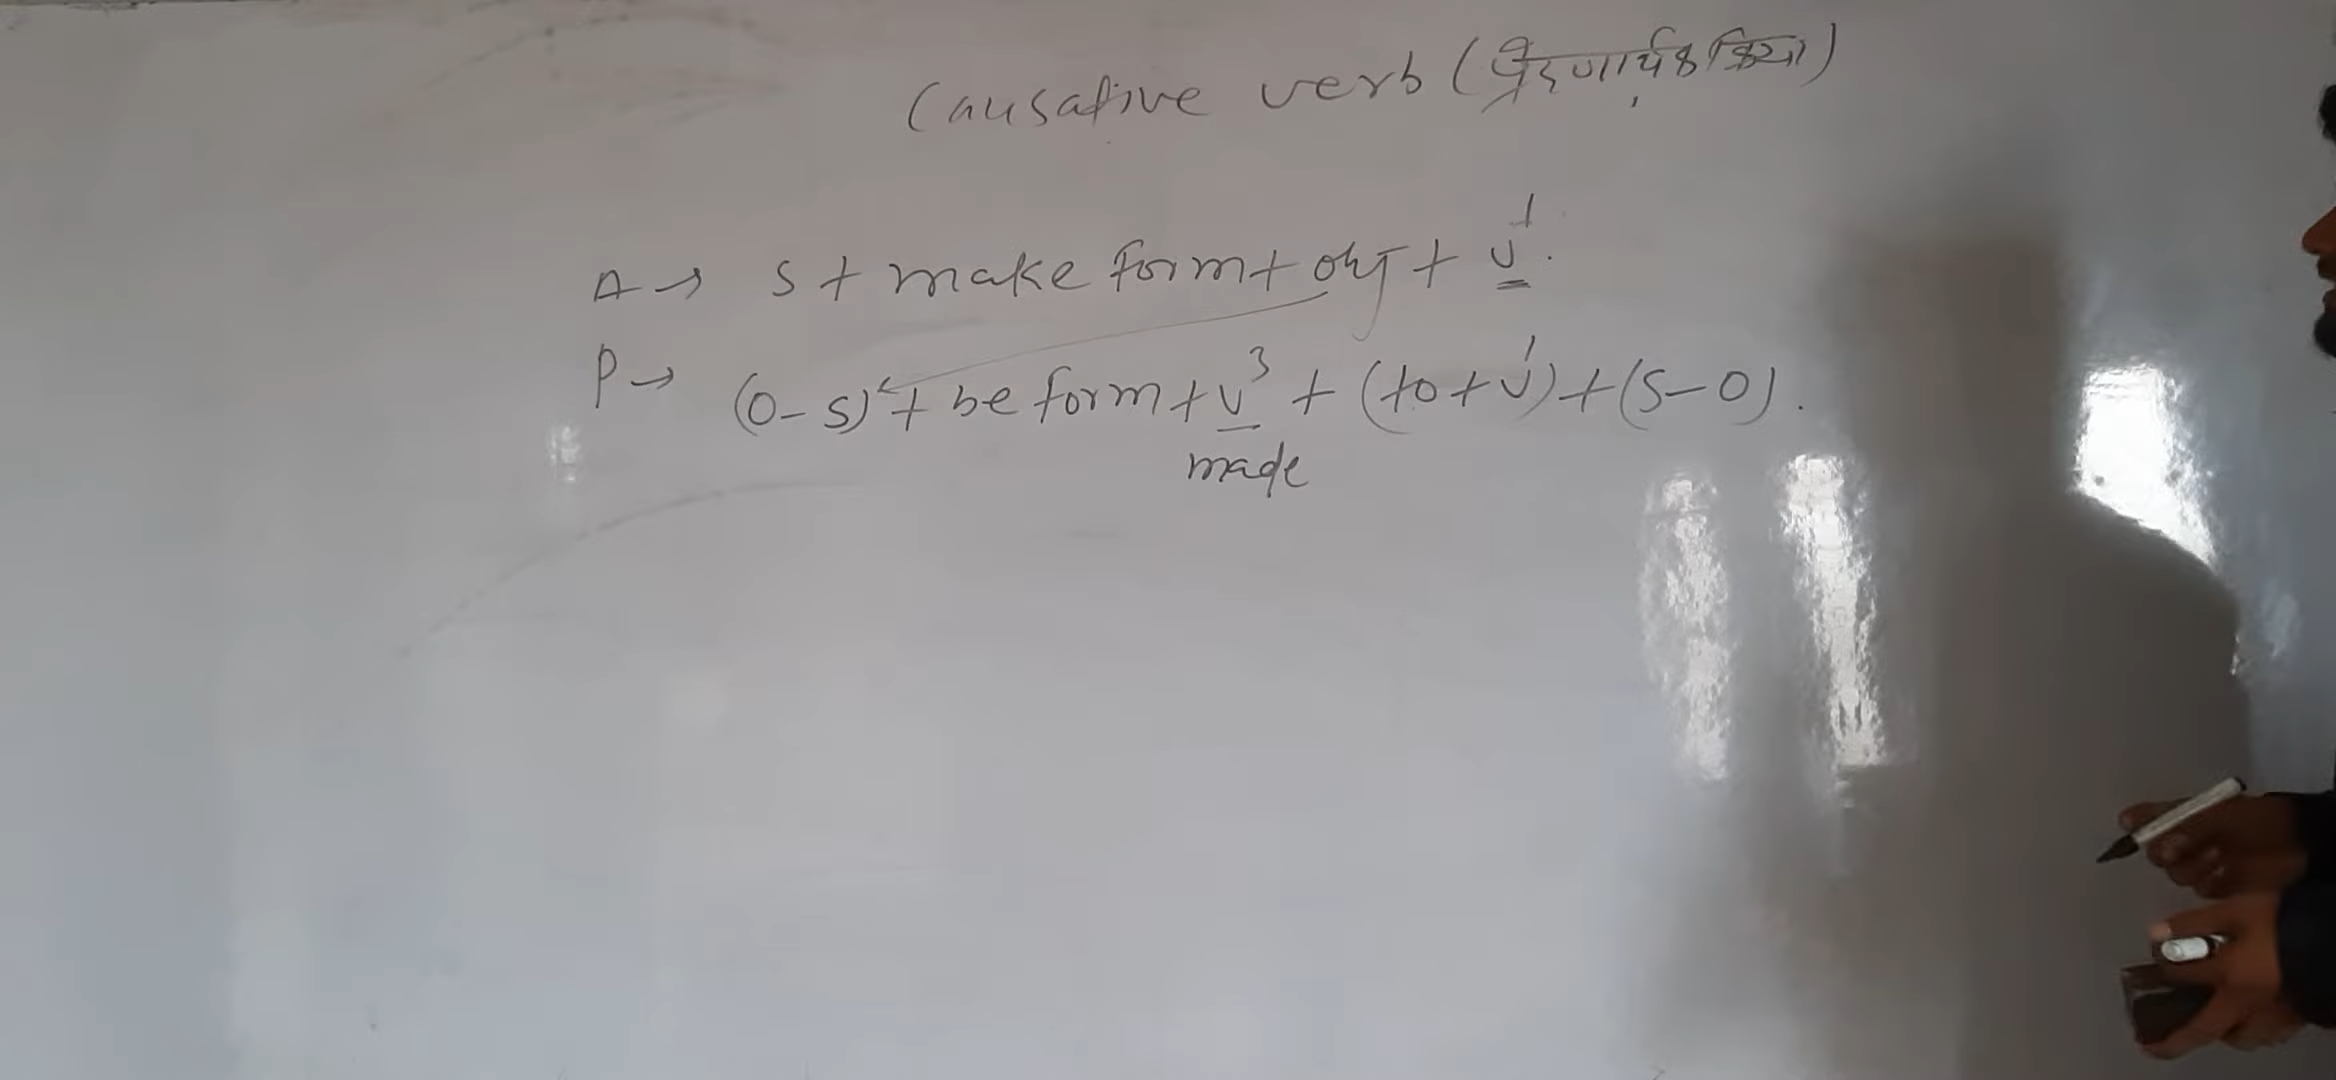 Causative verb (प्रेरणार्थक क्रिया)
A → S + make form + obj + V¹.
P → (O-S) + be form + V³ + (to + V¹) + (S-O).
made